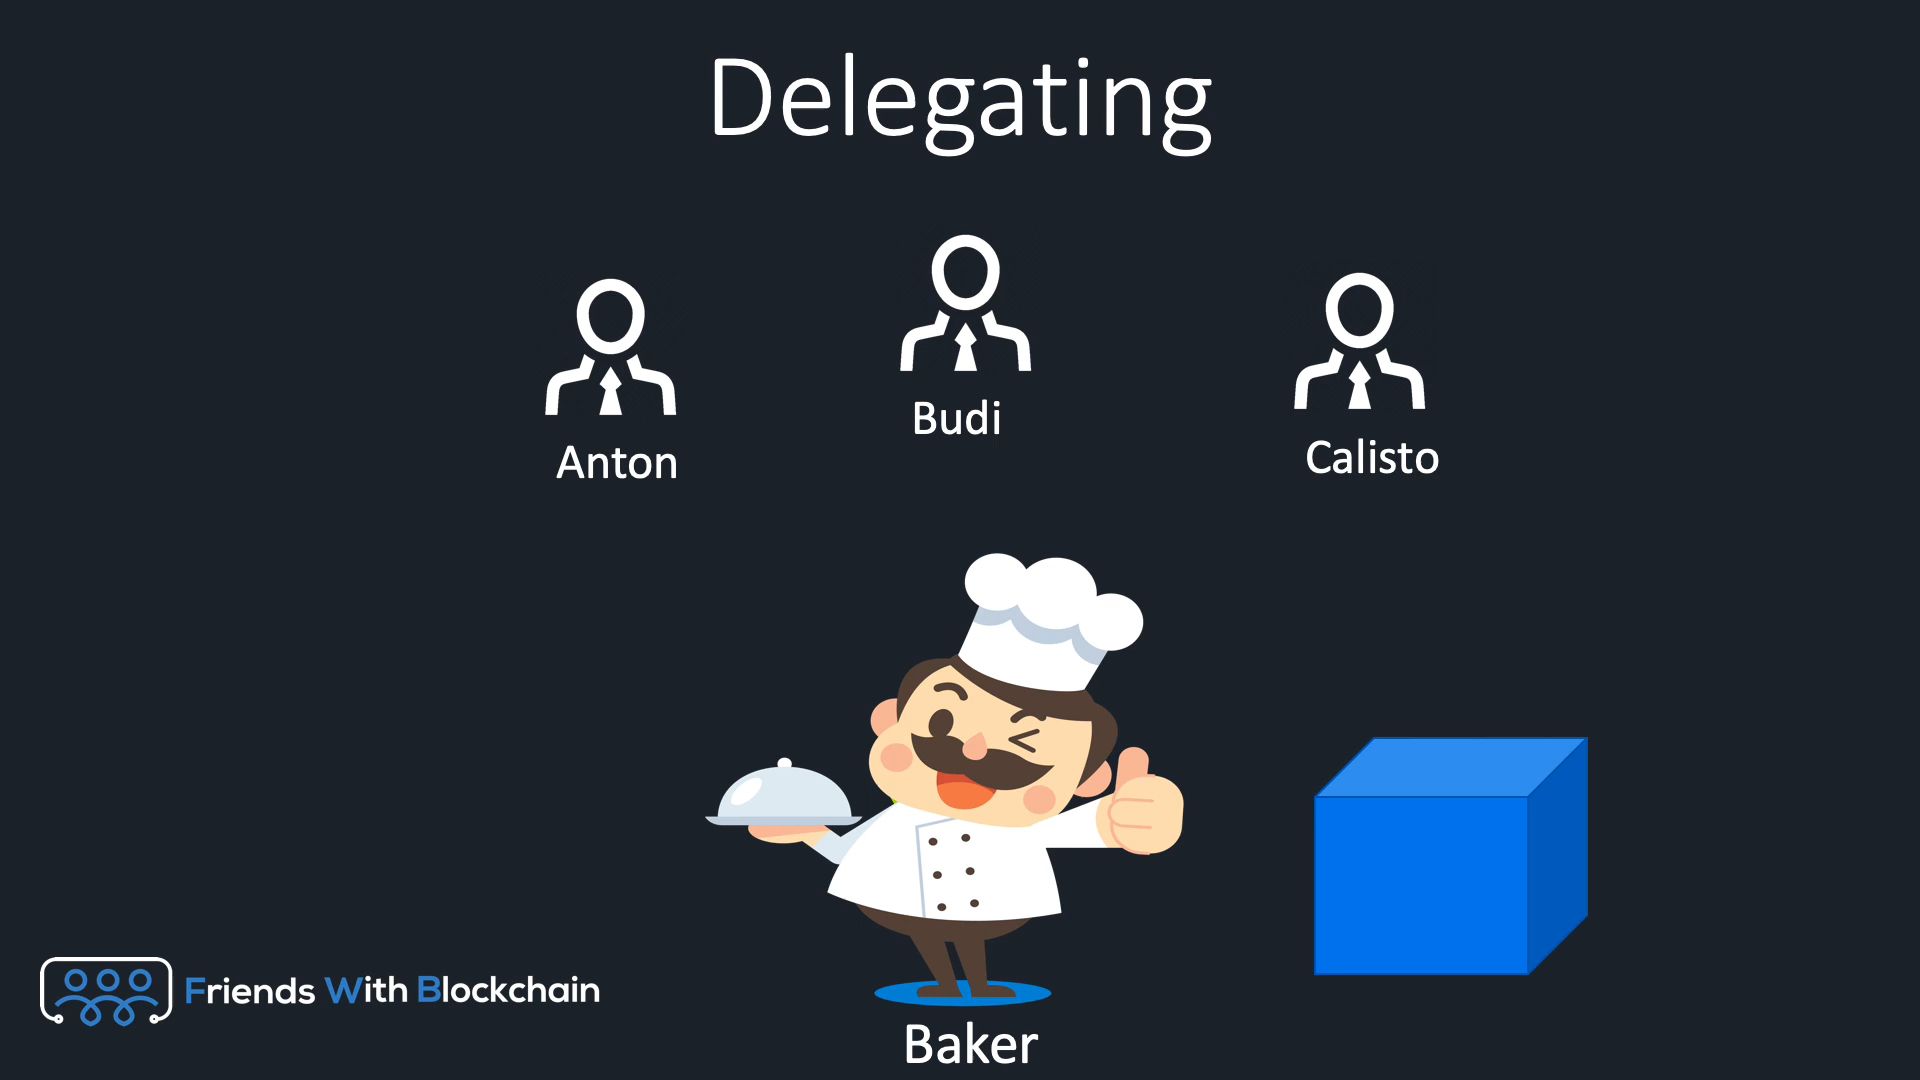 Delegating
Anton
Budi
Calisto
Friends With Blockchain
Baker